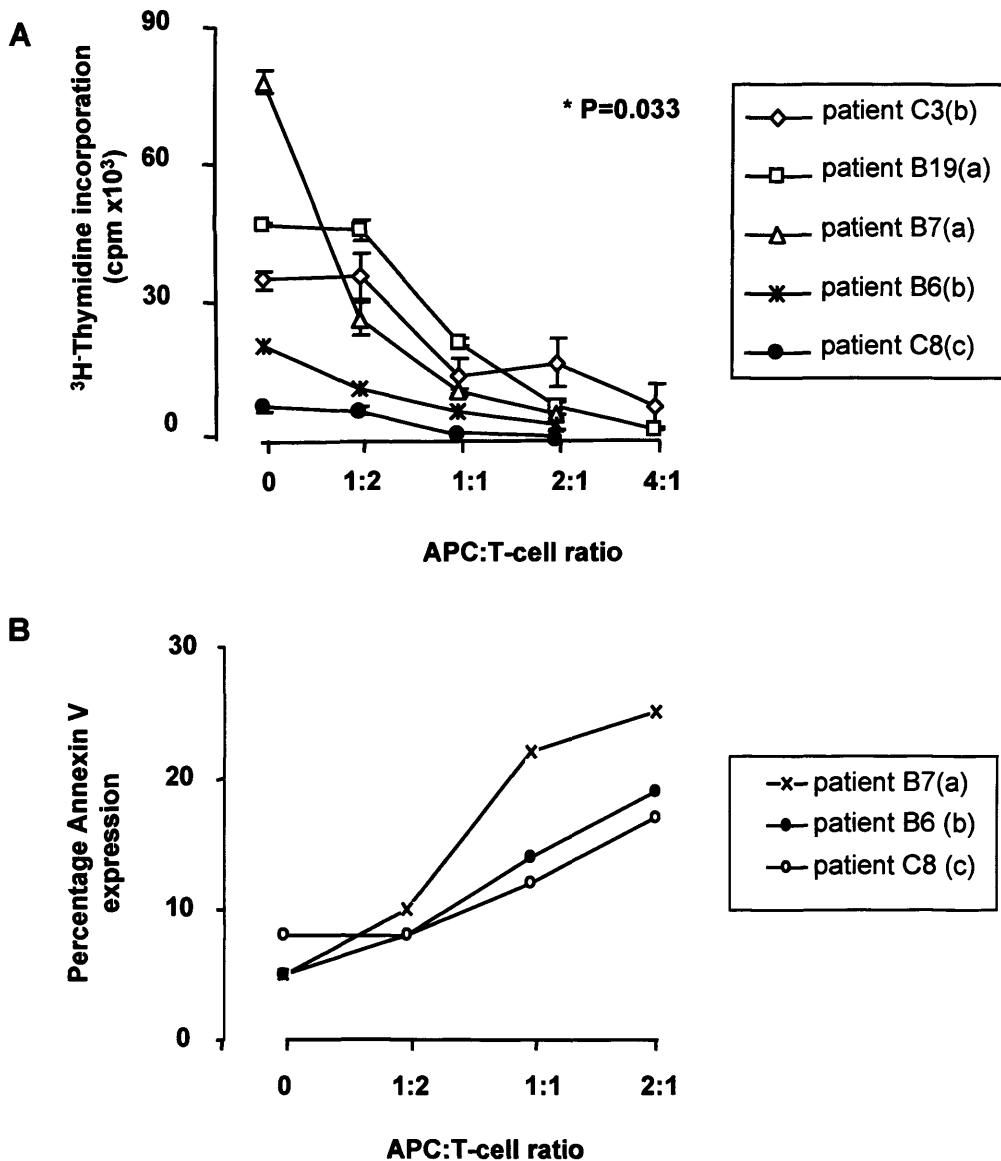 A
90
60
30
0
³H-Thymidine incorporation
(cpm x10³)
* P=0.033
patient C3(b)
patient B19(a)
patient B7(a)
patient B6(b)
patient C8(c)
0 1:2 1:1 2:1 4:1
APC:T-cell ratio
B
30
20
10
0
Percentage Annexin V
expression
patient B7(a)
patient B6 (b)
patient C8 (c)
0 1:2 1:1 2:1
APC:T-cell ratio